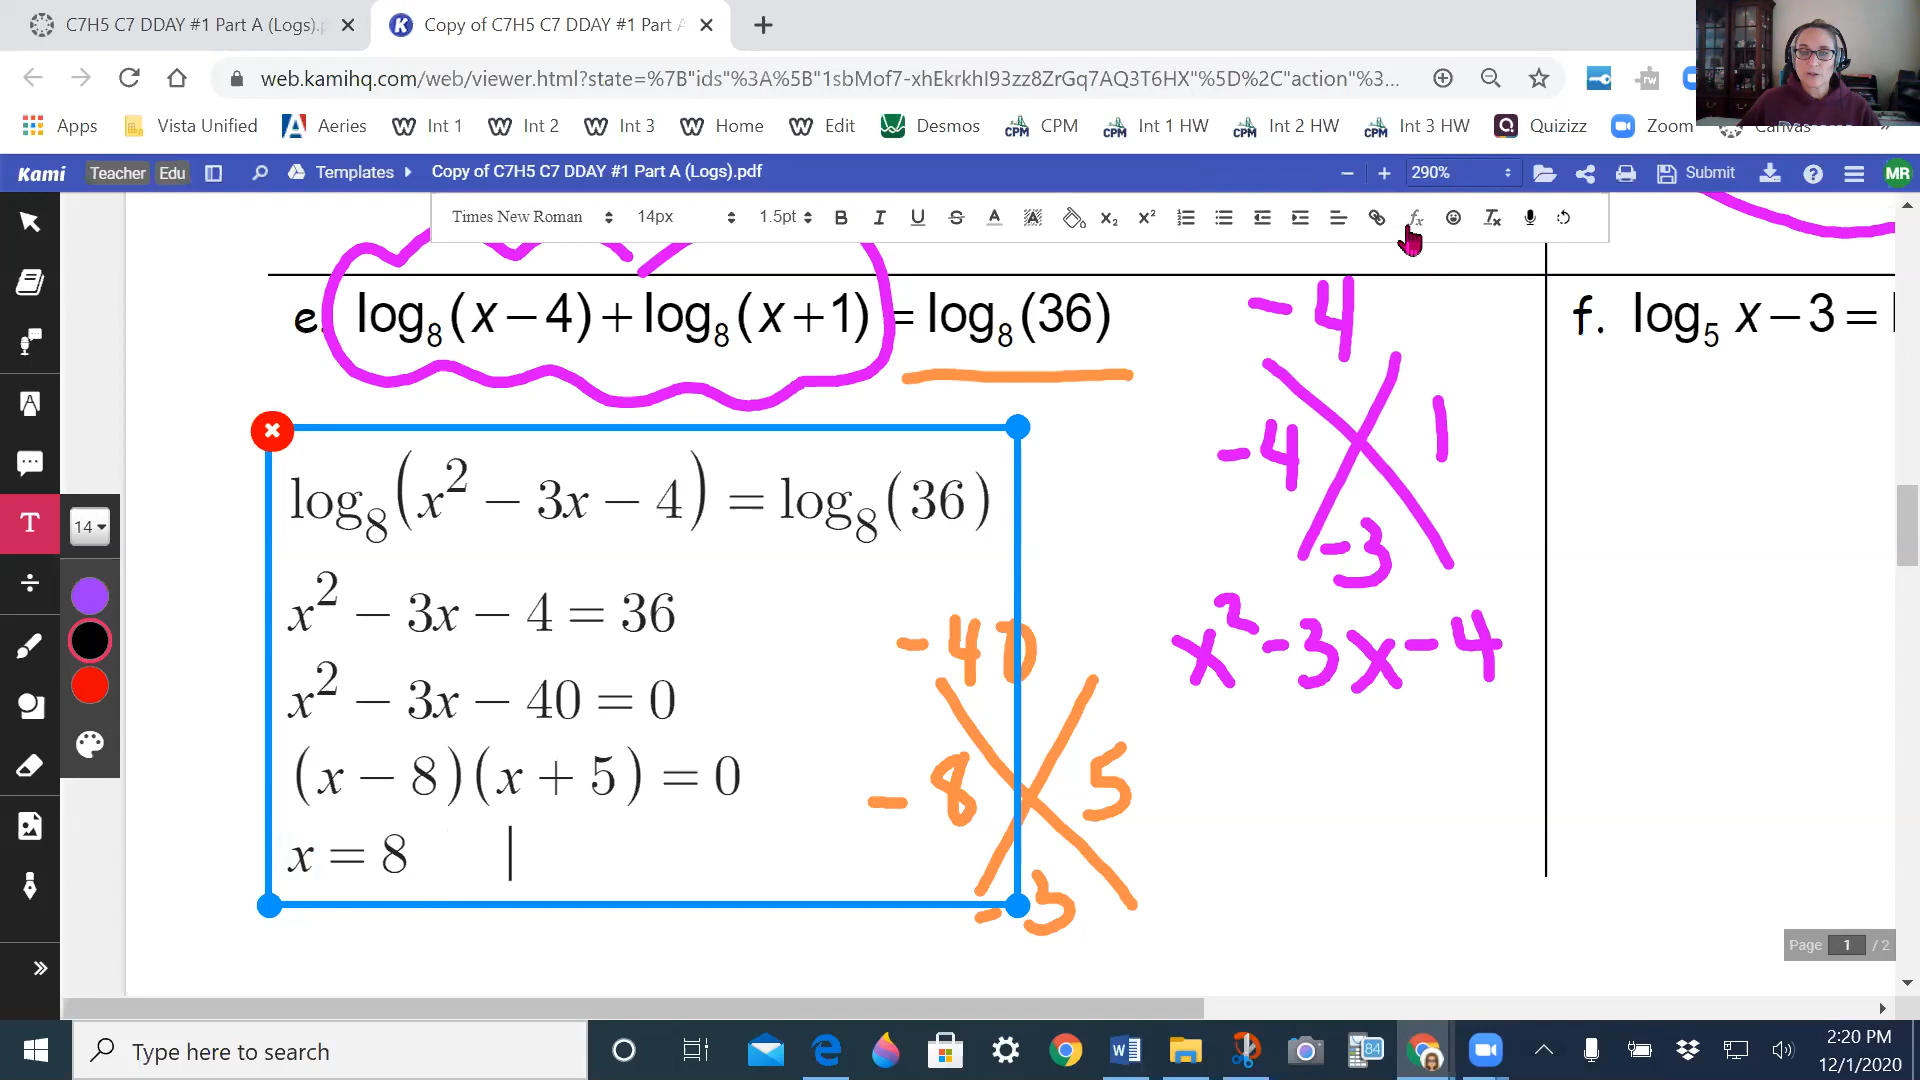 C7H5 C7 DDAY #1 Part A (Logs).p
Copy of C7H5 C7 DDAY #1 Part A
web.kamihq.com/web/viewer.html?state=%7B"ids"%3A%5B"1sbMof7-xhEkrkhI93zz8ZrGq7AQ3T6HX"%5D%2C"action"%3...
Apps Vista Unified Aeries Int 1 Int 2 Int 3 Home Edit Desmos CPM Int 1 HW Int 2 HW Int 3 HW Quizizz Zoom Canvas
Kami Teacher Edu Templates Copy of C7H5 C7 DDAY #1 Part A (Logs).pdf 290% Submit MR
Times New Roman 14px 1.5pt
e. log₈(x−4)+log₈(x+1) = log₈(36)
f. log₅ x−3=
log₈(x² − 3x − 4) = log₈(36)
x² − 3x − 4 = 36
x² − 3x − 40 = 0
(x − 8)(x + 5) = 0
x = 8
-40
-8 5
-3
-4
-4 1
-3
x²-3x-4
14
Page 1 / 2
Type here to search
84
2:20 PM
12/1/2020